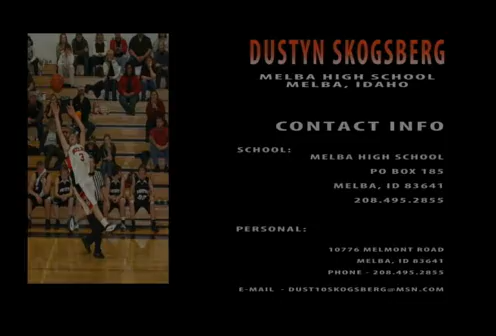 DUSTYN SKOGSBERG
MELBA HIGH SCHOOL
MELBA, IDAHO
CONTACT INFO
SCHOOL:
MELBA HIGH SCHOOL
PO BOX 185
MELBA, ID 83641
208.495.2855
PERSONAL:
10776 MELMONT ROAD
MELBA, ID 83641
PHONE - 208.495.2855
E-MAIL - DUST10SKOGSBERG@MSN.COM
3